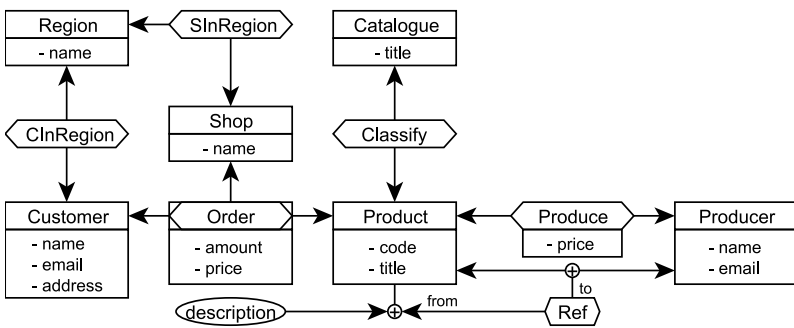 Region
SInRegion
Catalogue
- name
- title
CInRegion
Shop
- name
Classify
Customer
Order
Product
Produce
Producer
- name
- email
- address
- amount
- price
- code
- title
- price
- name
- email
description
from
to
Ref